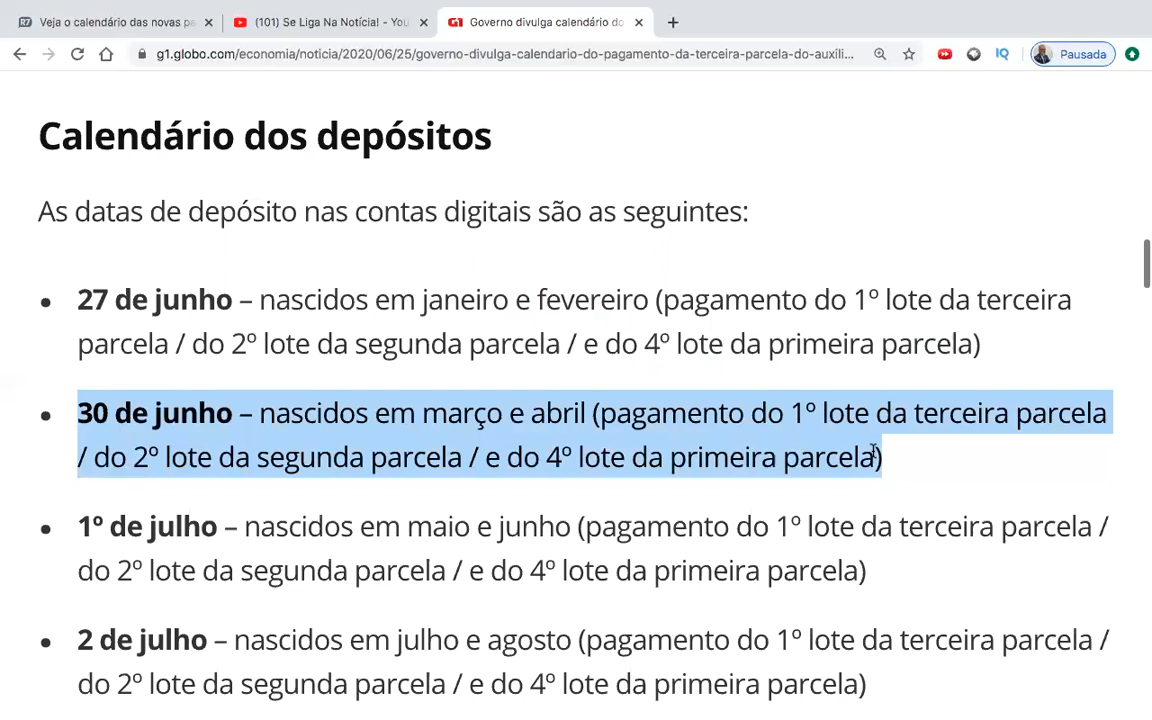 Veja o calendário das novas pa
(101) Se Liga Na Notícia! - You
G1 Governo divulga calendário do
g1.globo.com/economia/noticia/2020/06/25/governo-divulga-calendario-do-pagamento-da-terceira-parcela-do-auxili...
IQ
Pausada
Calendário dos depósitos
As datas de depósito nas contas digitais são as seguintes:
• 27 de junho – nascidos em janeiro e fevereiro (pagamento do 1º lote da terceira
parcela / do 2º lote da segunda parcela / e do 4º lote da primeira parcela)
• 30 de junho – nascidos em março e abril (pagamento do 1º lote da terceira parcela
/ do 2º lote da segunda parcela / e do 4º lote da primeira parcela)
• 1º de julho – nascidos em maio e junho (pagamento do 1º lote da terceira parcela /
do 2º lote da segunda parcela / e do 4º lote da primeira parcela)
• 2 de julho – nascidos em julho e agosto (pagamento do 1º lote da terceira parcela /
do 2º lote da segunda parcela / e do 4º lote da primeira parcela)